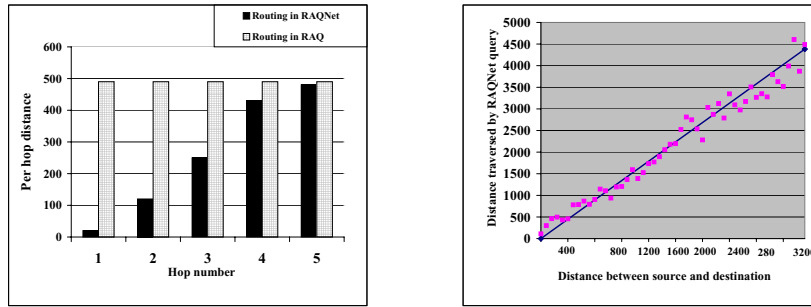 Routing in RAQNet
Routing in RAQ
600
500
400
300
200
100
0
Per hop distance
1 2 3 4 5
Hop number
5000
4500
4000
3500
3000
2500
2000
1500
1000
500
0
Distance traversed by RAQNet query
400 800 1200 1600 2000 2400 280 3200
Distance between source and destination